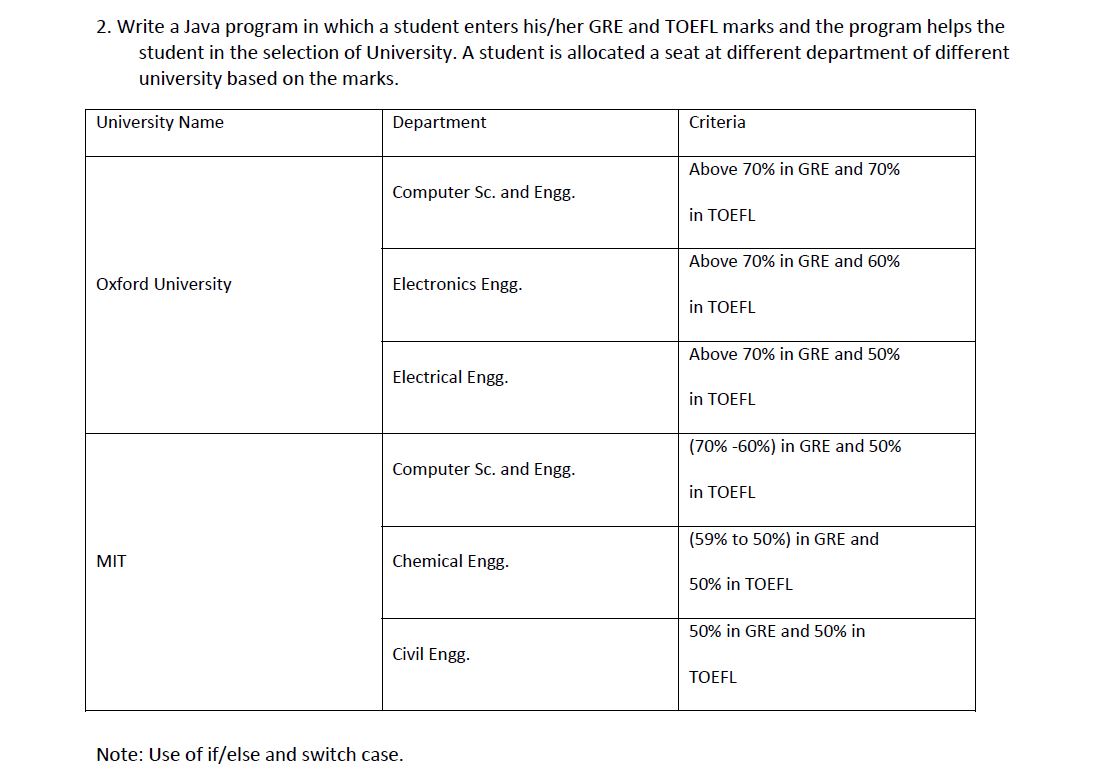 2. Write a Java program in which a student enters his/her GRE and TOEFL marks and the program helps the
student in the selection of University. A student is allocated a seat at different department of different
university based on the marks.
University Name Department Criteria
Oxford University
Computer Sc. and Engg.
Above 70% in GRE and 70%
in TOEFL
Electronics Engg.
Above 70% in GRE and 60%
in TOEFL
Electrical Engg.
Above 70% in GRE and 50%
in TOEFL
MIT
Computer Sc. and Engg.
(70% -60%) in GRE and 50%
in TOEFL
Chemical Engg.
(59% to 50%) in GRE and
50% in TOEFL
Civil Engg.
50% in GRE and 50% in
TOEFL
Note: Use of if/else and switch case.